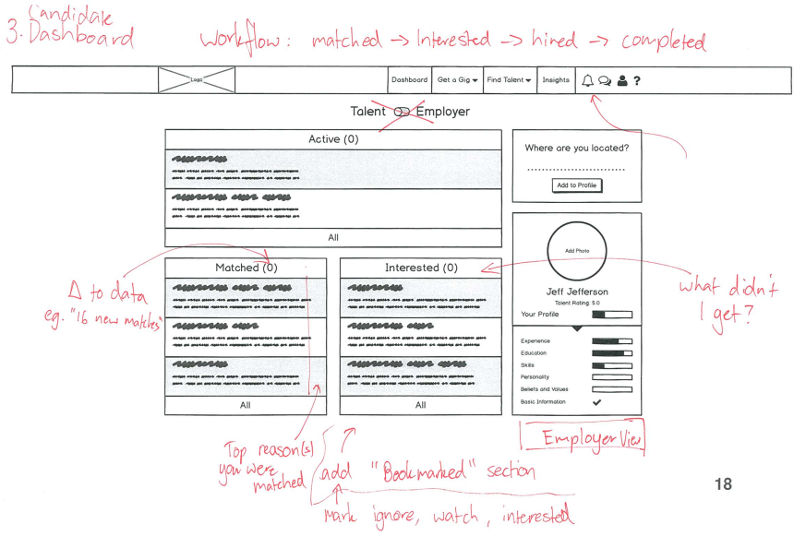 Candidate
3. Dashboard
Workflow: matched → Interested → hired → completed
Logo
Dashboard
Get a Gig
Find Talent
Insights
?
Talent
Employer
Active (0)
All
Where are you located?
Add to Profile
Matched (0)
All
Interested (0)
All
Add Photo
Jeff Jefferson
Talent Rating: 5.0
Your Profile
Experience
Education
Skills
Personality
Beliefs and Values
Basic Information
Δ to data
eg. "16 new matches"
what didn't
I get?
Employer View
Top reason(s)
you were
matched
add "Bookmarked" section
mark ignore, watch, interested
18